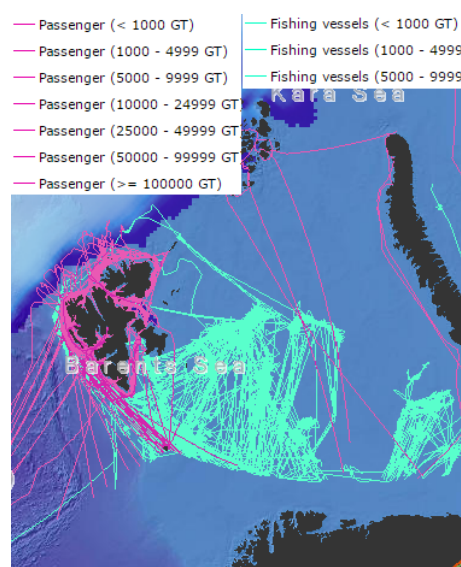 Passenger (< 1000 GT)
Passenger (1000 - 4999 GT)
Passenger (5000 - 9999 GT)
Passenger (10000 - 24999 GT)
Passenger (25000 - 49999 GT)
Passenger (50000 - 99999 GT)
Passenger (>= 100000 GT)
Fishing vessels (< 1000 GT)
Fishing vessels (1000 - 4999
Fishing vessels (5000 - 9999
Kara Sea
Barents Sea